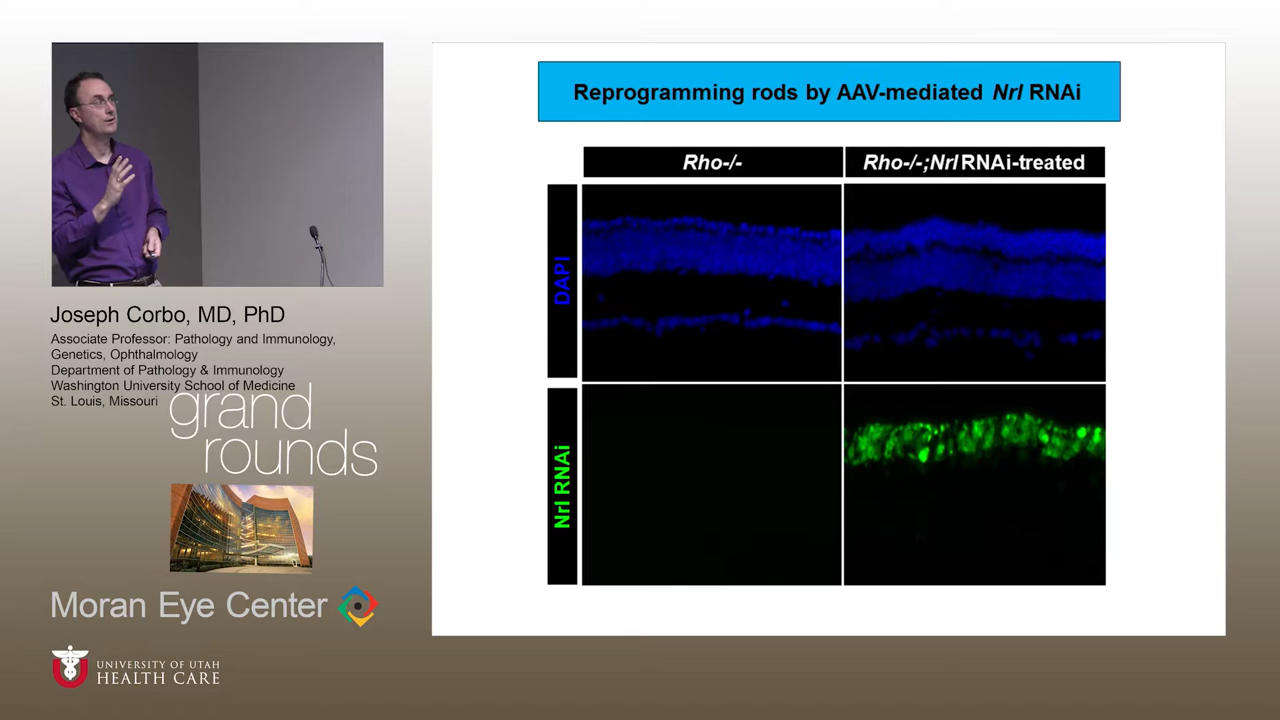 Joseph Corbo, MD, PhD
Associate Professor: Pathology and Immunology,
Genetics, Ophthalmology
Department of Pathology & Immunology
Washington University School of Medicine
St. Louis, Missouri
grand
rounds
Moran Eye Center
UNIVERSITY OF UTAH
HEALTH CARE
Reprogramming rods by AAV-mediated Nrl RNAi
Rho-/-
Rho-/-;Nrl RNAi-treated
DAPI
Nrl RNAi